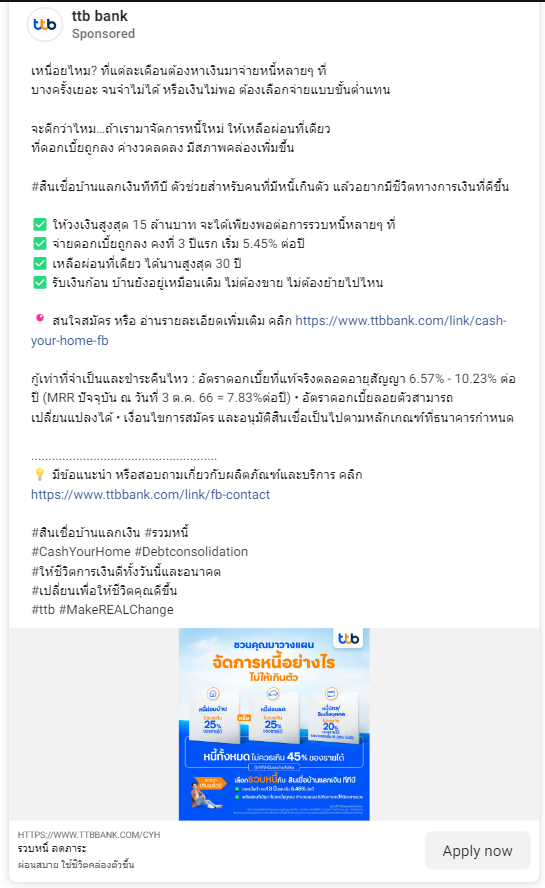 ttb bank
Sponsored
เหนื่อยไหม? ที่แต่ละเดือนต้องหาเงินมาจ่ายหนี้หลายๆ ที่
บางครั้งเยอะ จนจำไม่ได้ หรือเงินไม่พอ ต้องเลือกจ่ายแบบขั้นต่ำแทน
จะดีกว่าไหม...ถ้าเรามาจัดการหนี้ใหม่ ให้เหลือผ่อนที่เดียว
ที่ดอกเบี้ยถูกลง ค่างวดลดลง มีสภาพคล่องเพิ่มขึ้น
#สินเชื่อบ้านแลกเงินทีทีบี ตัวช่วยสำหรับคนที่มีหนี้เกินตัว แล้วอยากมีชีวิตทางการเงินที่ดีขึ้น
✅ ให้วงเงินสูงสุด 15 ล้านบาท จะได้เพียงพอต่อการรวบหนี้หลายๆ ที่
✅ จ่ายดอกเบี้ยถูกลง คงที่ 3 ปีแรก เริ่ม 5.45% ต่อปี
✅ เหลือผ่อนที่เดียว ได้นานสูงสุด 30 ปี
✅ รับเงินก้อน บ้านยังอยู่เหมือนเดิม ไม่ต้องขาย ไม่ต้องย้ายไปไหน
สนใจสมัคร หรือ อ่านรายละเอียดเพิ่มเติม คลิก https://www.ttbbank.com/link/cash-
your-home-fb
กู้เท่าที่จำเป็นและชำระคืนไหว : อัตราดอกเบี้ยที่แท้จริงตลอดอายุสัญญา 6.57% - 10.23% ต่อ
ปี (MRR ปัจจุบัน ณ วันที่ 3 ต.ค. 66 = 7.83%ต่อปี) • อัตราดอกเบี้ยลอยตัวสามารถ
เปลี่ยนแปลงได้ • เงื่อนไขการสมัคร และอนุมัติสินเชื่อเป็นไปตามหลักเกณฑ์ที่ธนาคารกำหนด
.....................................................
💡 มีข้อแนะนำ หรือสอบถามเกี่ยวกับผลิตภัณฑ์และบริการ คลิก
https://www.ttbbank.com/link/fb-contact
#สินเชื่อบ้านแลกเงิน #รวมหนี้
#CashYourHome #Debtconsolidation
#ให้ชีวิตการเงินดีทั้งวันนี้และอนาคต
#เปลี่ยนเพื่อให้ชีวิตคุณดีขึ้น
#ttb #MakeREALChange
ttb
ชวนคุณมาวางแผน
จัดการหนี้อย่างไร
ไม่ให้เกินตัว
หนี้ผ่อนบ้าน
ไม่ควรเกิน
25%
ของรายได้
หรือ
หนี้ผ่อนรถ
ไม่ควรเกิน
25%
ของรายได้
หนี้บัตร/
สินเชื่อบุคคล
20%
หนี้ทั้งหมด ไม่ควรเกิน 45% ของรายได้
เลือกรวบหนี้กับ สินเชื่อบ้านแลกเงิน ทีทีบี
HTTPS://WWW.TTBBANK.COM/CYH
รวบหนี้ ลดภาระ
ผ่อนสบาย ใช้ชีวิตคล่องตัวขึ้น
Apply now